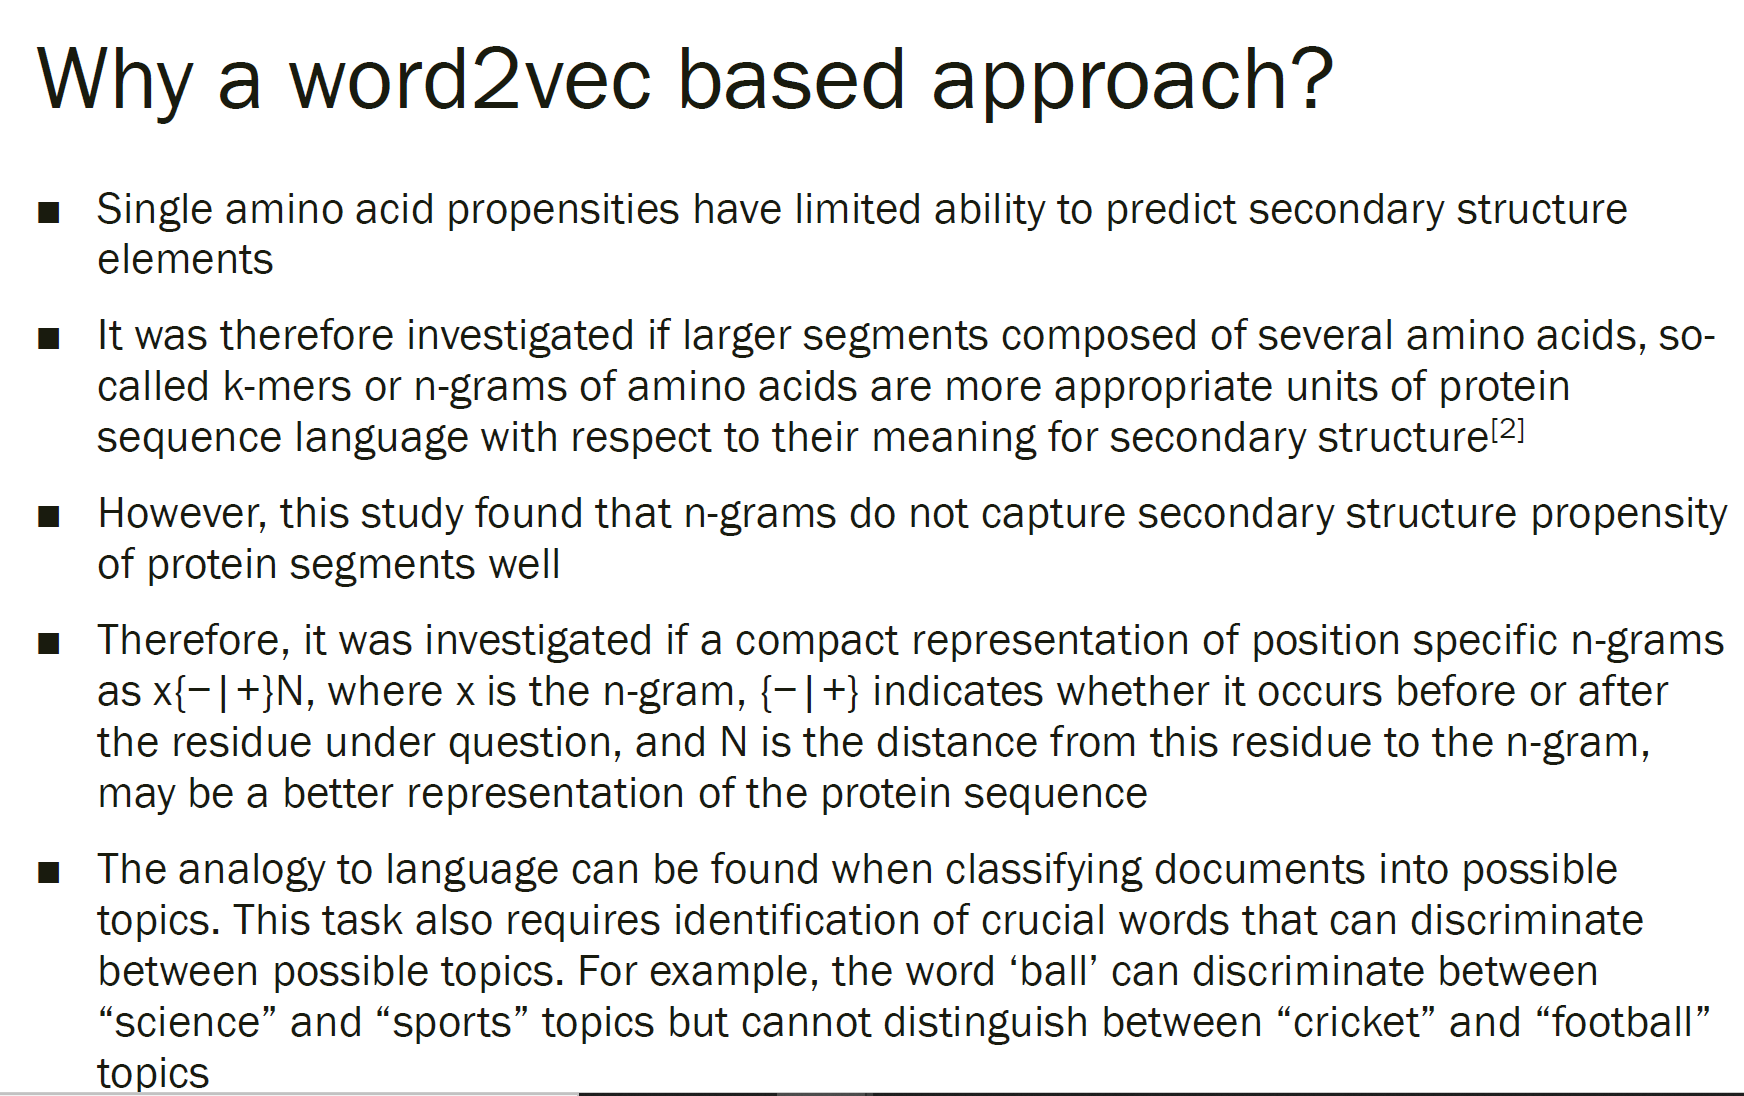 Why a word2vec based approach?
■ Single amino acid propensities have limited ability to predict secondary structure
elements
■ It was therefore investigated if larger segments composed of several amino acids, so-
called k-mers or n-grams of amino acids are more appropriate units of protein
sequence language with respect to their meaning for secondary structure[2]
■ However, this study found that n-grams do not capture secondary structure propensity
of protein segments well
■ Therefore, it was investigated if a compact representation of position specific n-grams
as x{−|+}N, where x is the n-gram, {−|+} indicates whether it occurs before or after
the residue under question, and N is the distance from this residue to the n-gram,
may be a better representation of the protein sequence
■ The analogy to language can be found when classifying documents into possible
topics. This task also requires identification of crucial words that can discriminate
between possible topics. For example, the word ‘ball’ can discriminate between
“science” and “sports” topics but cannot distinguish between “cricket” and “football”
topics